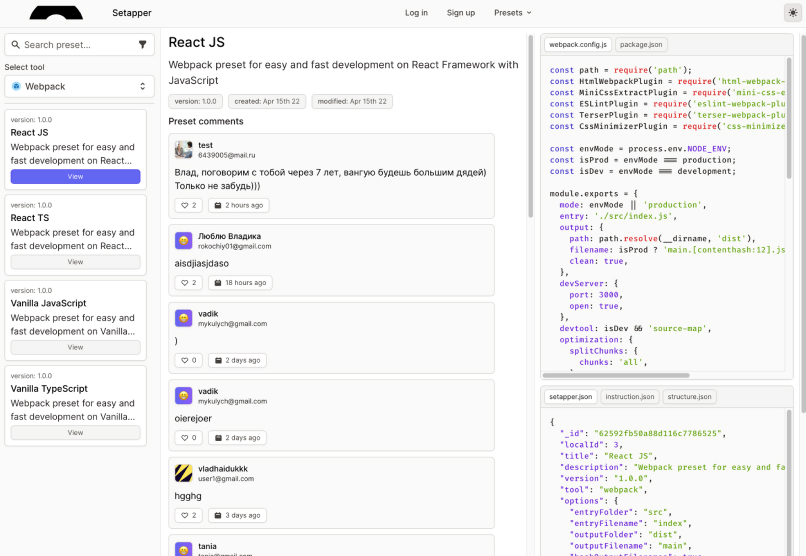 Setapper
Log in
Sign up
Presets
Search preset...
Select tool
Webpack
version: 1.0.0
React JS
Webpack preset for easy and
fast development on React...
View
version: 1.0.0
React TS
Webpack preset for easy and
fast development on React...
View
version: 1.0.0
Vanilla JavaScript
Webpack preset for easy and
fast development on Vanilla...
View
version: 1.0.0
Vanilla TypeScript
Webpack preset for easy and
fast development on Vanilla...
View
React JS
Webpack preset for easy and fast development on React Framework with
JavaScript
version: 1.0.0
created: Apr 15th 22
modified: Apr 15th 22
Preset comments
test
6439005@mail.ru
Влад, поговорим с тобой через 7 лет, вангую будешь большим дядей)
Только не забудь)))
2
2 hours ago
Люблю Владика
rokochiy01@gmail.com
aisdjiasjdaso
2
18 hours ago
vadik
mykulych@gmail.com
)
0
2 days ago
vadik
mykulych@gmail.com
oierejoer
0
2 days ago
vladhaidukkk
user1@gmail.com
hgghg
2
3 days ago
tania
webpack.config.js
package.json
const path = require('path');
const HtmlWebpackPlugin = require('html-webpack-
const MiniCssExtractPlugin = require('mini-css-e
const ESLintPlugin = require('eslint-webpack-plu
const TerserPlugin = require('terser-webpack-plu
const CssMinimizerPlugin = require('css-minimize
const envMode = process.env.NODE_ENV;
const isProd = envMode === production;
const isDev = envMode === development;
module.exports = {
mode: envMode || 'production',
entry: './src/index.js',
output: {
path: path.resolve(__dirname, 'dist'),
filename: isProd ? 'main.[contenthash:12].js
clean: true,
},
devServer: {
port: 3000,
open: true,
},
devtool: isDev && 'source-map',
optimization: {
splitChunks: {
chunks: 'all',
setapper.json
instruction.json
structure.json
{
"_id": "62592fb50a88d116c7786525",
"localId": 3,
"title": "React JS",
"description": "Webpack preset for easy and fa
"version": "1.0.0",
"tool": "webpack",
"options": {
"entryFolder": "src",
"entryFilename": "index",
"outputFolder": "dist",
"outputFilename": "main",